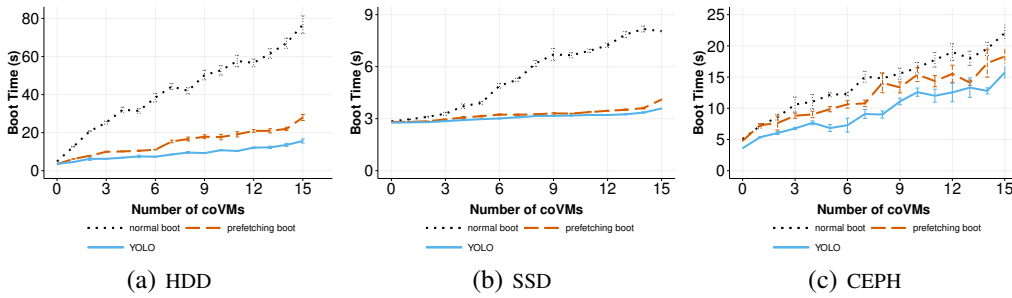 Boot Time (s)
80
60
40
20
0
0 3 6 9 12 15
Number of coVMs
normal boot prefetching boot
YOLO
(a) HDD
Boot Time (s)
9
6
3
0
0 3 6 9 12 15
Number of coVMs
normal boot prefetching boot
YOLO
(b) SSD
Boot Time (s)
25
20
15
10
5
0
0 3 6 9 12 15
Number of coVMs
normal boot prefetching boot
YOLO
(c) CEPH